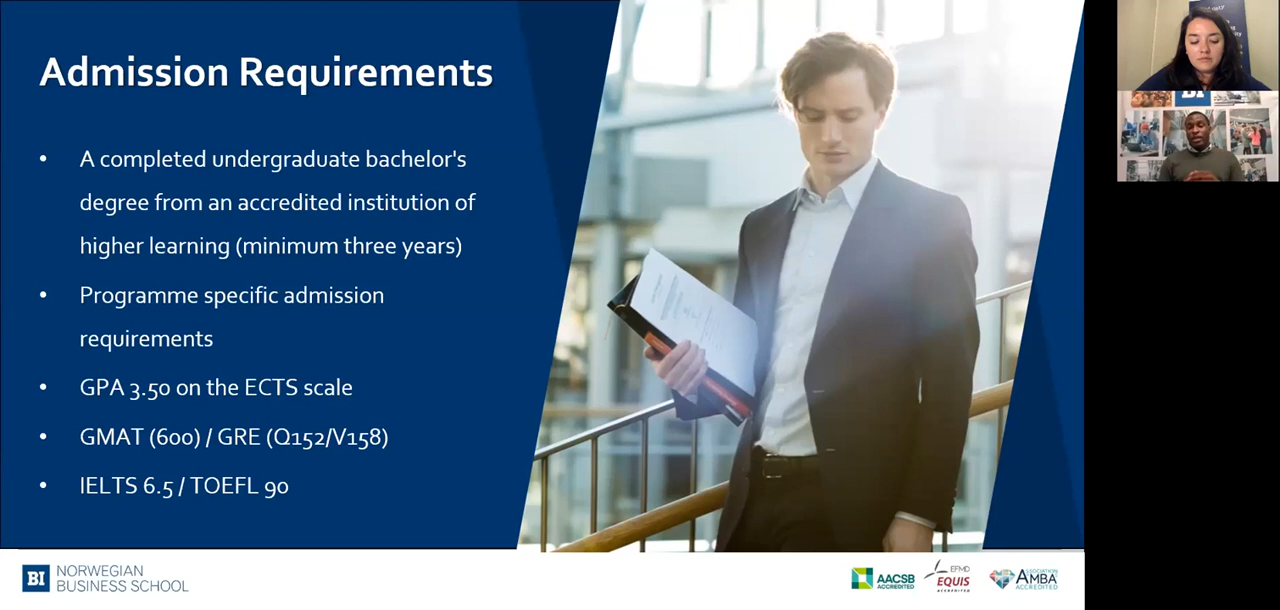 Admission Requirements
• A completed undergraduate bachelor's
degree from an accredited institution of
higher learning (minimum three years)
• Programme specific admission
requirements
• GPA 3.50 on the ECTS scale
• GMAT (600) / GRE (Q152/V158)
• IELTS 6.5 / TOEFL 90
BI NORWEGIAN
BUSINESS SCHOOL
AACSB
ACCREDITED
EFMD
EQUIS
ACCREDITED
ASSOCIATION
AMBA
ACCREDITED
BI